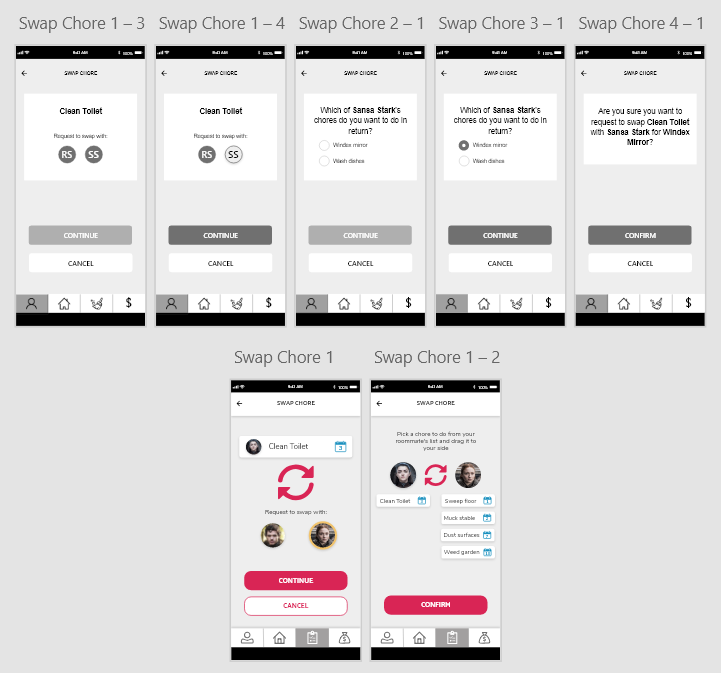 Swap Chore 1 – 3
Swap Chore 1 – 4
Swap Chore 2 – 1
Swap Chore 3 – 1
Swap Chore 4 – 1
9:41 AM
100%
SWAP CHORE
Clean Toilet
Request to swap with:
RS
SS
CONTINUE
CANCEL
$
9:41 AM
100%
SWAP CHORE
Clean Toilet
Request to swap with:
RS
SS
CONTINUE
CANCEL
$
9:41 AM
100%
SWAP CHORE
Which of Sansa Stark's
chores do you want to do in
return?
Windex mirror
Wash dishes
CONTINUE
CANCEL
$
9:41 AM
100%
SWAP CHORE
Which of Sansa Stark's
chores do you want to do in
return?
Windex mirror
Wash dishes
CONTINUE
CANCEL
$
9:41 AM
100%
SWAP CHORE
Are you sure you want to
request to swap Clean Toilet
with Sansa Stark for Windex
Mirror?
CONFIRM
CANCEL
$
Swap Chore 1
Swap Chore 1 – 2
9:41 AM
100%
SWAP CHORE
Clean Toilet
3
Request to swap with:
CONTINUE
CANCEL
9:41 AM
100%
SWAP CHORE
Pick a chore to do from your
roommate's list and drag it to
your side
Clean Toilet
Sweep floor
Muck stable
Dust surfaces
Weed garden
CONFIRM